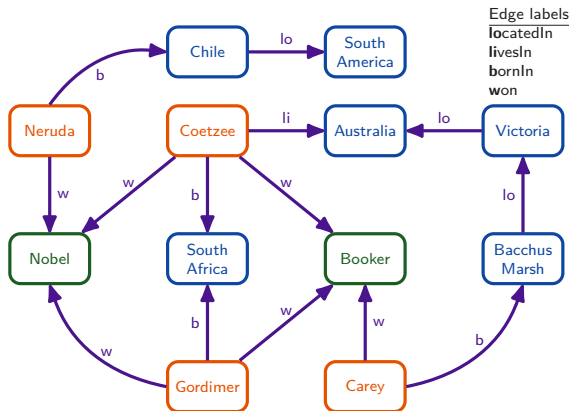 Edge labels
locatedIn
livesIn
bornIn
won
Chile
lo
South
America
b
Neruda
Coetzee
li
Australia
lo
Victoria
w
w
b
w
lo
Nobel
South
Africa
Booker
Bacchus
Marsh
w
b
w
w
b
Gordimer
Carey